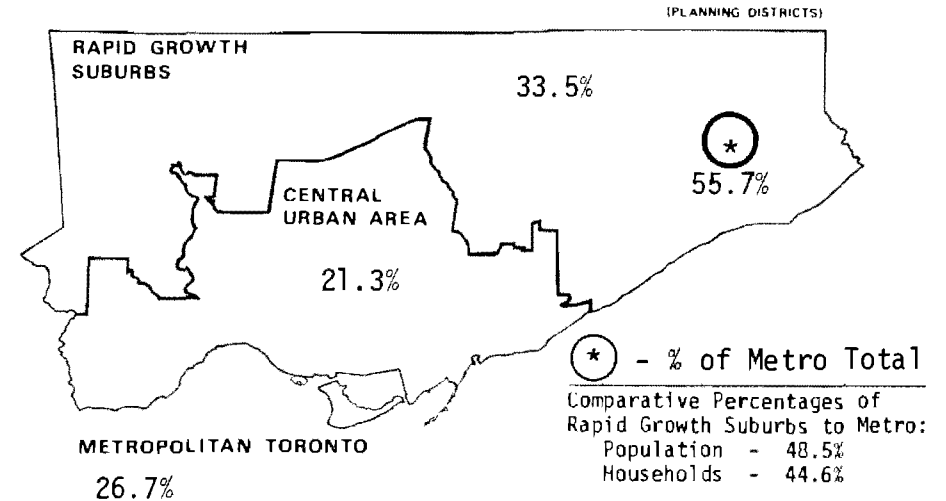 (PLANNING DISTRICTS)
RAPID GROWTH
SUBURBS
33.5%
*
55.7%
CENTRAL
URBAN AREA
21.3%
* - % of Metro Total
Comparative Percentages of
Rapid Growth Suburbs to Metro:
Population - 48.5%
Households - 44.6%
METROPOLITAN TORONTO
26.7%